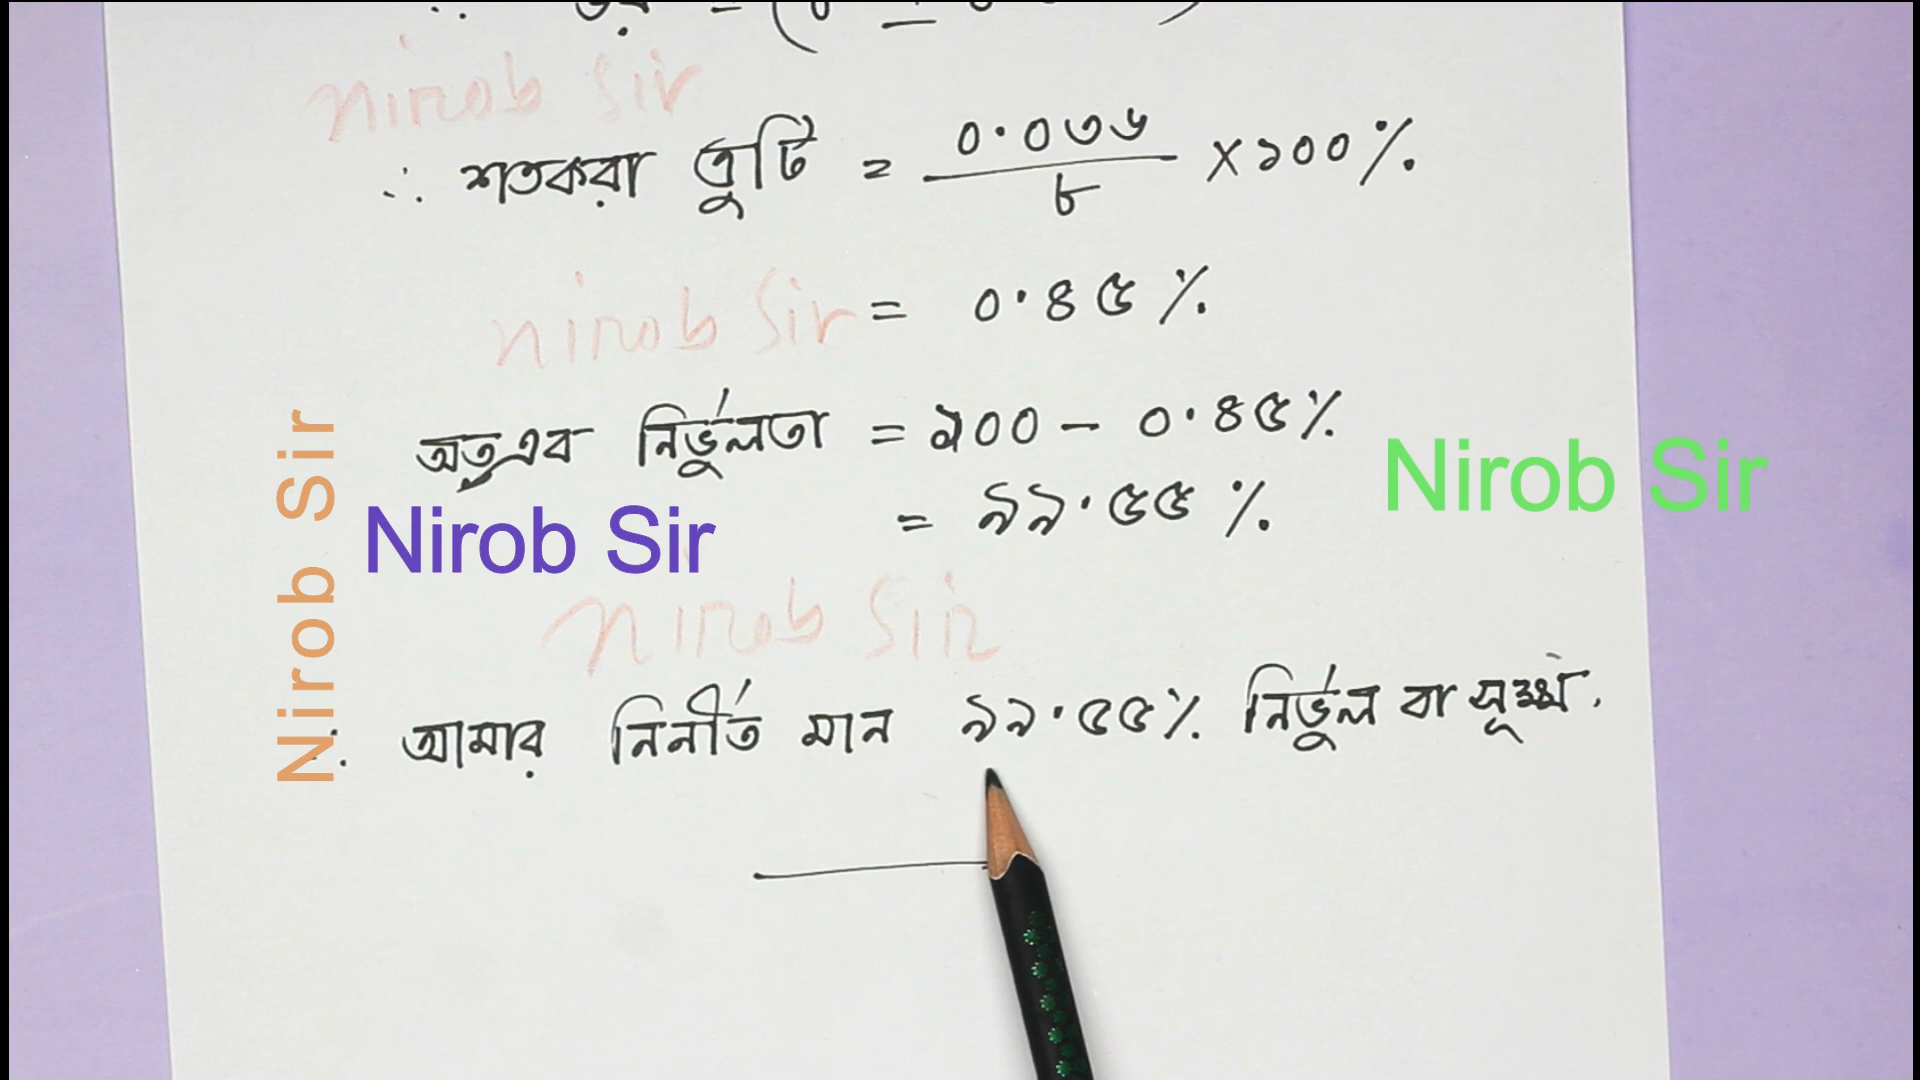 nirob Sir
∴ শতকরা ত্রুটি = ০.০৩৬/৮ × ১০০%.
nirob Sir
= ০.৪৫%.
অতএব নির্ভুলতা = ১০০ - ০.৪৫%.
Nirob Sir
Nirob Sir
Nirob Sir
= ৯৯.৫৫%.
nirob Sir
∴ আমার নির্নীত মান ৯৯.৫৫%. নির্ভুল বা সূক্ষ্ম.